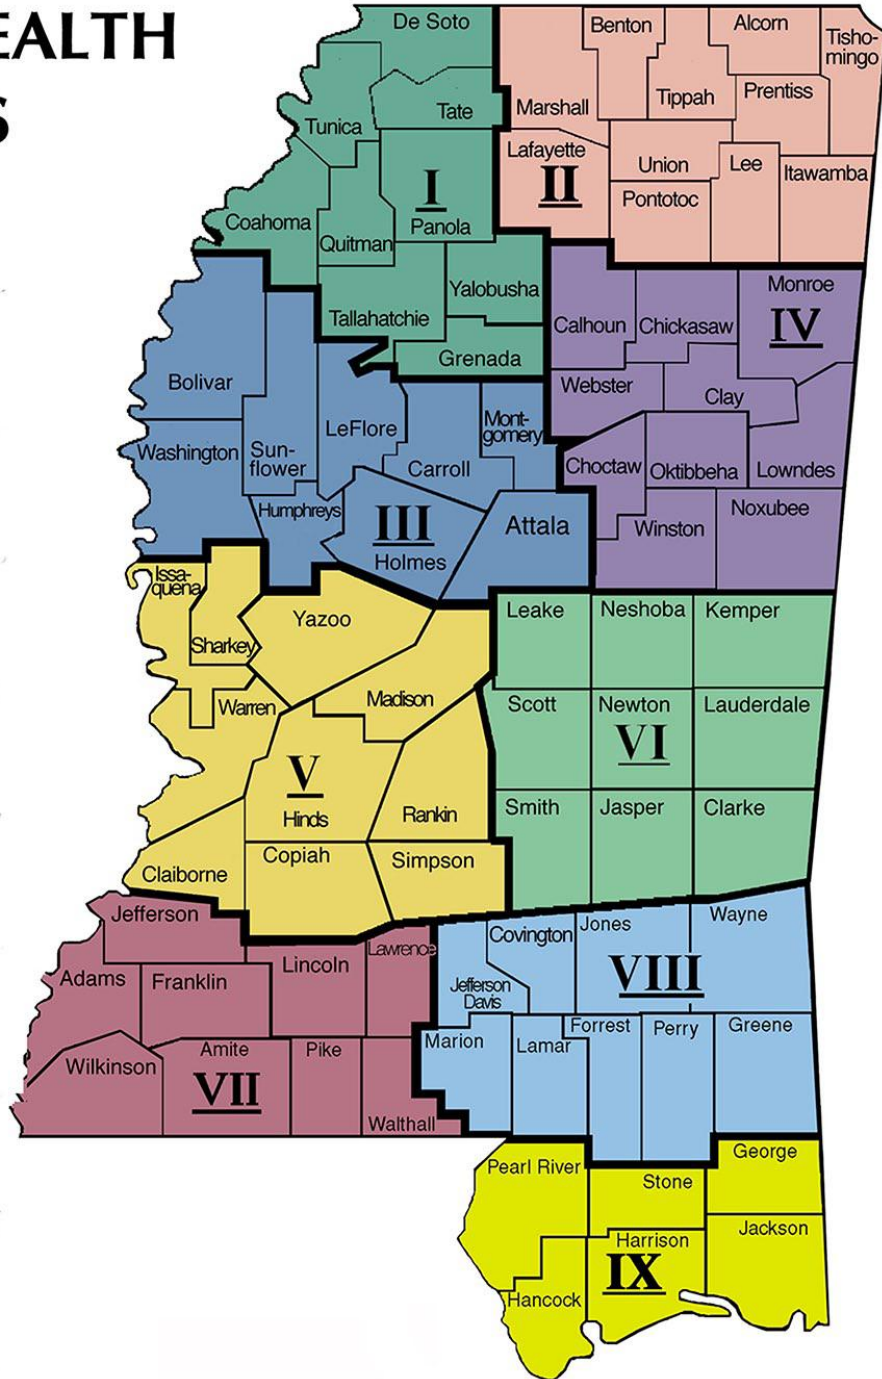 EALTH
S
De Soto
Tunica
Tate
Coahoma
Quitman
I
Panola
Tallahatchie
Yalobusha
Grenada
Benton
Alcorn
Tisho-
mingo
Marshall
Tippah
Prentiss
Lafayette
II
Union
Lee
Itawamba
Pontotoc
Bolivar
Washington
Sun-
flower
LeFlore
Carroll
Mont-
gomery
Humphreys
III
Holmes
Attala
Monroe
IV
Calhoun
Chickasaw
Webster
Clay
Choctaw
Oktibbeha
Lowndes
Winston
Noxubee
Issa-
quena
Sharkey
Yazoo
Warren
Madison
V
Hinds
Rankin
Claiborne
Copiah
Simpson
Leake
Neshoba
Kemper
Scott
Newton
Lauderdale
VI
Smith
Jasper
Clarke
Jefferson
Adams
Franklin
Lincoln
Lawrence
Wilkinson
Amite
VII
Pike
Walthall
Covington
Jones
Wayne
VIII
Jefferson
Davis
Marion
Lamar
Forrest
Perry
Greene
Pearl River
Stone
George
Harrison
IX
Jackson
Hancock